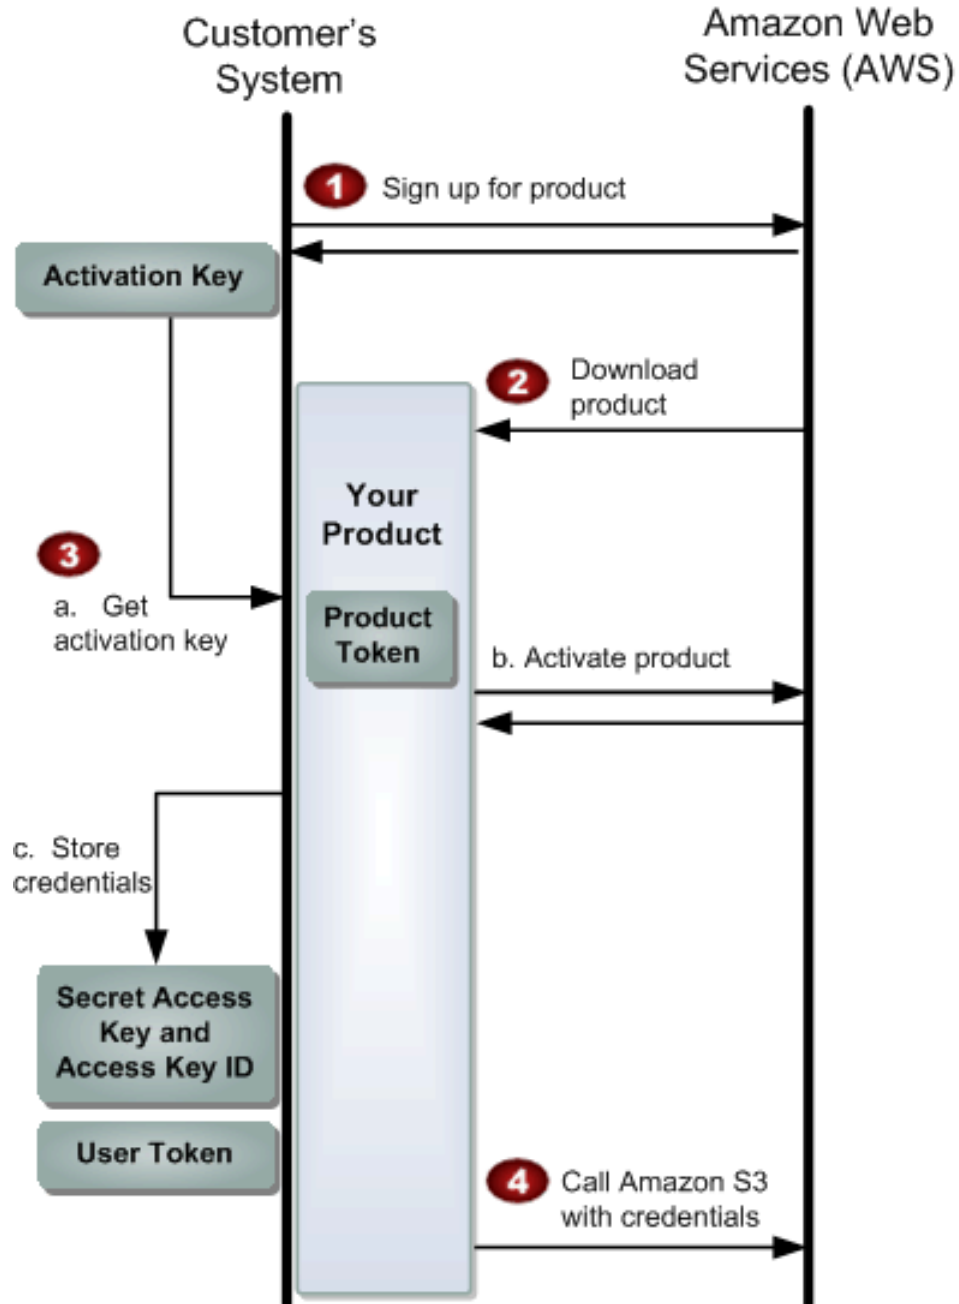 Customer's
System
Amazon Web
Services (AWS)
1 Sign up for product
Activation Key
2 Download
product
Your
Product
3
a. Get
activation key
Product
Token
b. Activate product
c. Store
credentials
Secret Access
Key and
Access Key ID
User Token
4 Call Amazon S3
with credentials